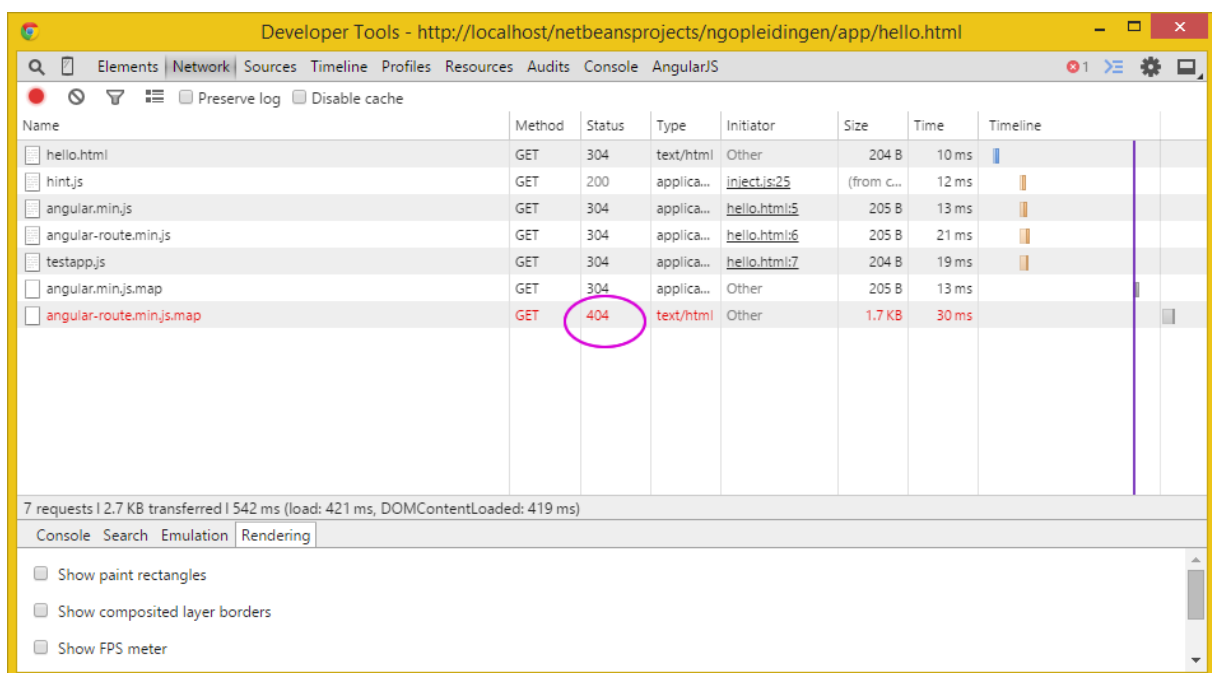 Developer Tools - http://localhost/netbeansprojects/ngopleidingen/app/hello.html
Elements Network Sources Timeline Profiles Resources Audits Console AngularJS 1
Preserve log Disable cache
Name Method Status Type Initiator Size Time Timeline
hello.html GET 304 text/html Other 204 B 10 ms
hint.js GET 200 applica... inject.js:25 (from c... 12 ms
angular.min.js GET 304 applica... hello.html:5 205 B 13 ms
angular-route.min.js GET 304 applica... hello.html:6 205 B 21 ms
testapp.js GET 304 applica... hello.html:7 204 B 19 ms
angular.min.js.map GET 304 applica... Other 205 B 13 ms
angular-route.min.js.map GET 404 text/html Other 1.7 KB 30 ms
7 requests I 2.7 KB transferred I 542 ms (load: 421 ms, DOMContentLoaded: 419 ms)
Console Search Emulation Rendering
Show paint rectangles
Show composited layer borders
Show FPS meter